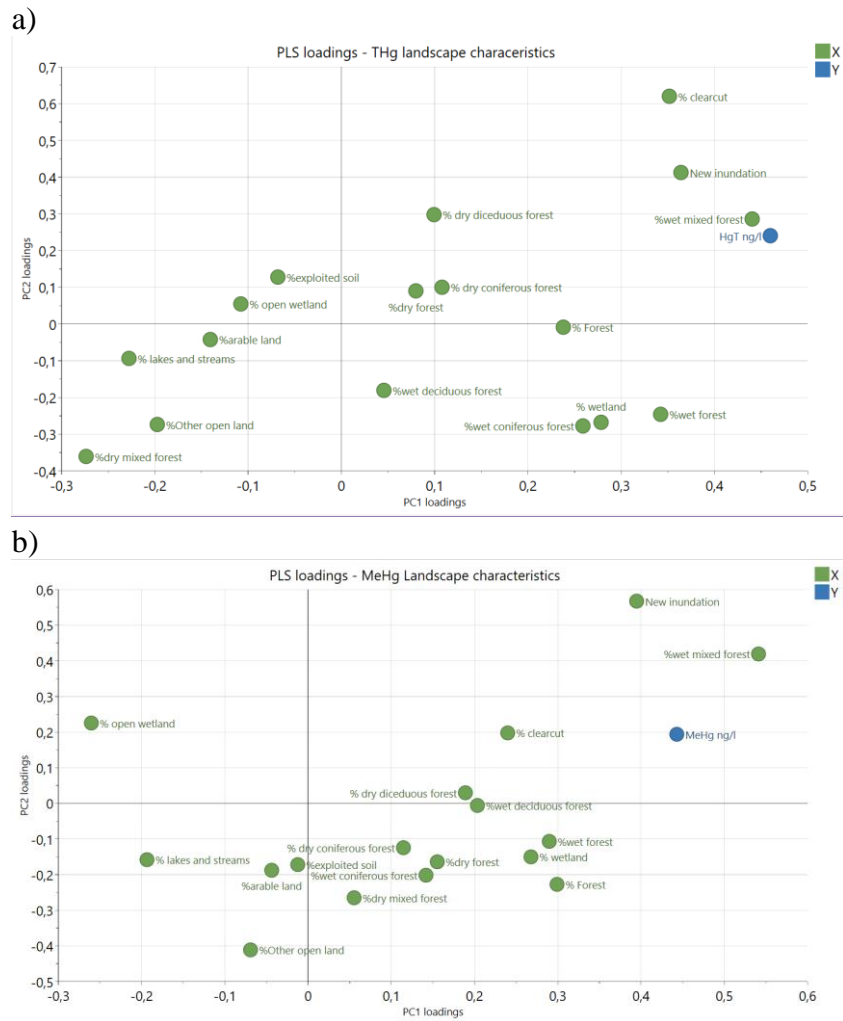 a)
PLS loadings - THg landscape characeristics
X
Y
0,7
0,6
0,5
0,4
0,3
0,2
0,1
0
-0,1
-0,2
-0,3
-0,4
PC2 loadings
% clearcut
New inundation
% dry diceduous forest
%wet mixed forest
HgT ng/l
%exploited soil
% dry coniferous forest
% open wetland
%dry forest
% Forest
%arable land
% lakes and streams
%wet deciduous forest
% wetland
%wet forest
%Other open land
%wet coniferous forest
%dry mixed forest
-0,3 -0,2 -0,1 0 0,1 0,2 0,3 0,4 0,5
PC1 loadings
b)
PLS loadings - MeHg Landscape characteristics
X
Y
0,6
0,5
0,4
0,3
0,2
0,1
0
-0,1
-0,2
-0,3
-0,4
-0,5
PC2 loadings
New inundation
%wet mixed forest
% open wetland
% clearcut
MeHg ng/l
% dry diceduous forest
%wet deciduous forest
% dry coniferous forest
%wet forest
% lakes and streams
%exploited soil
%dry forest
% wetland
%arable land
%wet coniferous forest
% Forest
%dry mixed forest
%Other open land
-0,3 -0,2 -0,1 0 0,1 0,2 0,3 0,4 0,5 0,6
PC1 loadings